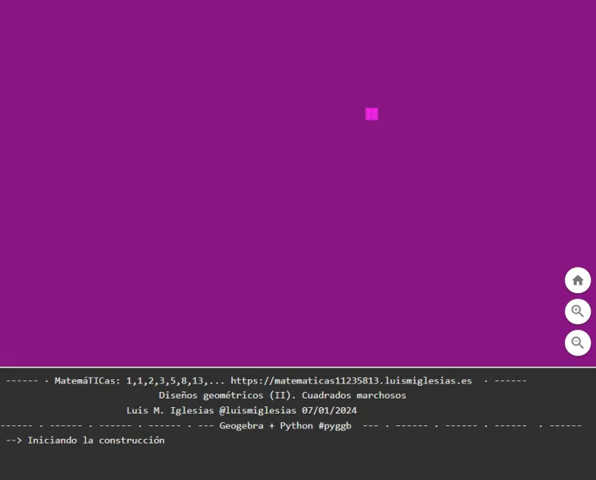 ------ · MatemáTICas: 1,1,2,3,5,8,13,... https://matematicas11235813.luismiglesias.es · ------
Diseños geométricos (II). Cuadrados marchosos
Luis M. Iglesias @luismiglesias 07/01/2024
------ · ------ · ------ · ------ · --- Geogebra + Python #pyggb --- · ------ · ------ · ------ · ------
--> Iniciando la construcción